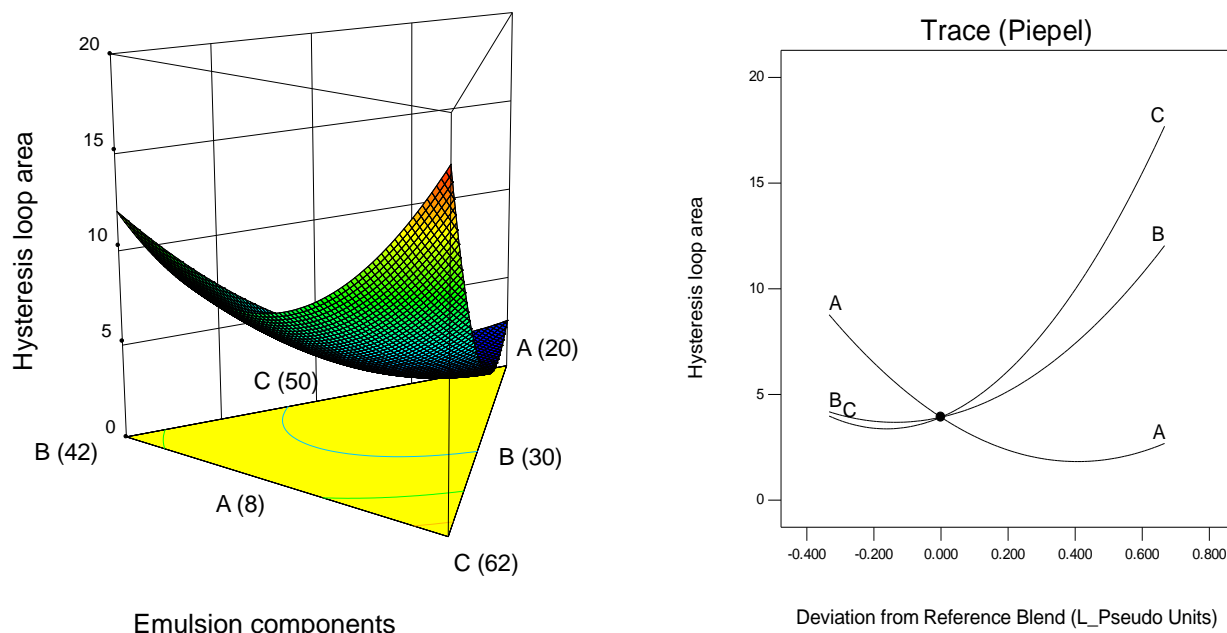 20
15
10
5
0
Hysteresis loop area
A (20)
C (50)
B (42)
B (30)
A (8)
C (62)
Emulsion components
Trace (Piepel)
20
15
10
5
0
Hysteresis loop area
C
B
A
B
C
A
-0.400 -0.200 0.000 0.200 0.400 0.600 0.800
Deviation from Reference Blend (L_Pseudo Units)